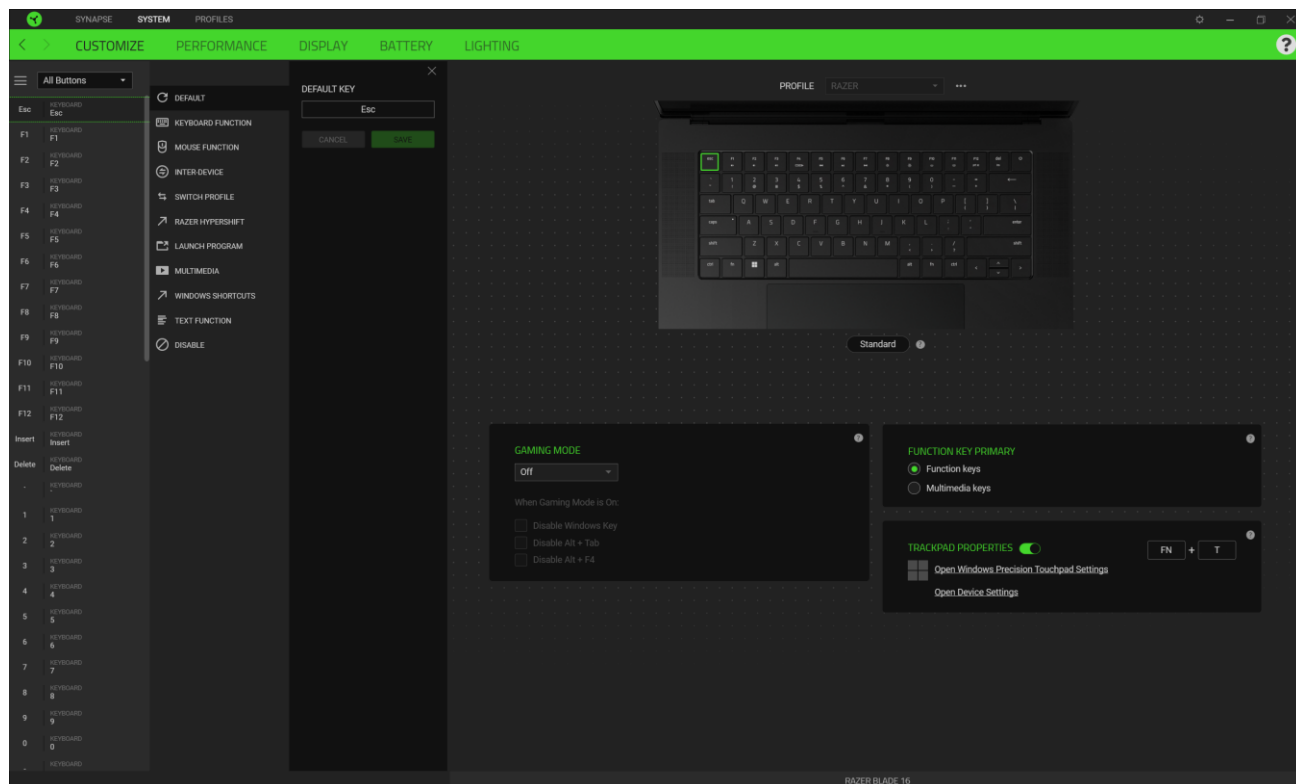 SYNAPSE SYSTEM PROFILES
CUSTOMIZE PERFORMANCE DISPLAY BATTERY LIGHTING ?
All Buttons
Esc KEYBOARD Esc
F1 KEYBOARD F1
F2 KEYBOARD F2
F3 KEYBOARD F3
F4 KEYBOARD F4
F5 KEYBOARD F5
F6 KEYBOARD F6
F7 KEYBOARD F7
F8 KEYBOARD F8
F9 KEYBOARD F9
F10 KEYBOARD F10
F11 KEYBOARD F11
F12 KEYBOARD F12
Insert KEYBOARD Insert
Delete KEYBOARD Delete
KEYBOARD
1 KEYBOARD 1
2 KEYBOARD 2
3 KEYBOARD 3
4 KEYBOARD 4
5 KEYBOARD 5
6 KEYBOARD 6
7 KEYBOARD 7
8 KEYBOARD 8
9 KEYBOARD 9
0 KEYBOARD 0
KEYBOARD
DEFAULT
KEYBOARD FUNCTION
MOUSE FUNCTION
INTER-DEVICE
SWITCH PROFILE
RAZER HYPERSHIFT
LAUNCH PROGRAM
MULTIMEDIA
WINDOWS SHORTCUTS
TEXT FUNCTION
DISABLE
DEFAULT KEY
Esc
CANCEL SAVE
PROFILE RAZER
Q W E R T Y U I O P
A S D F G H J K L
Z X C V B N M
Standard ?
GAMING MODE ?
Off
When Gaming Mode is On:
Disable Windows Key
Disable Alt + Tab
Disable Alt + F4
FUNCTION KEY PRIMARY ?
Function keys
Multimedia keys
TRACKPAD PROPERTIES FN + T ?
Open Windows Precision Touchpad Settings
Open Device Settings
RAZER BLADE 16